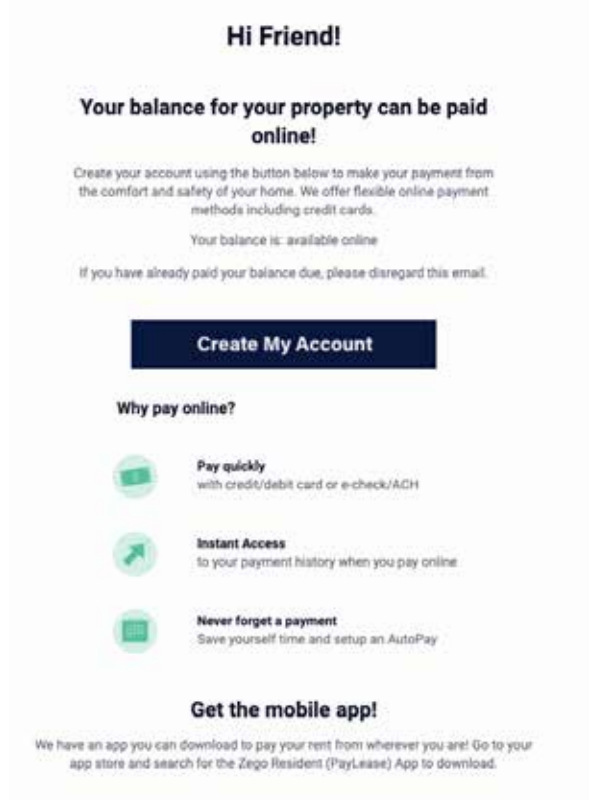 Hi Friend!
Your balance for your property can be paid
online!
Create your account using the button below to make your payment from
the comfort and safety of your home. We offer flexible online payment
methods including credit cards.
Your balance is: available online
If you have already paid your balance due, please disregard this email.
Create My Account
Why pay online?
Pay quickly
with credit/debit card or e-check/ACH
Instant Access
to your payment history when you pay online
Never forget a payment
Save yourself time and setup an AutoPay
Get the mobile app!
We have an app you can download to pay your rent from wherever you are! Go to your
app store and search for the Zego Resident (PayLease) App to download.